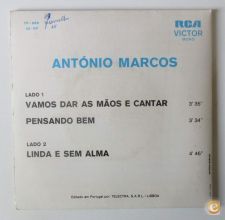 RCA
VICTOR
MONO
ANTÓNIO MARCOS
LADO 1
VAMOS DAR AS MÃOS E CANTAR 3' 35"
PENSANDO BEM 3' 34"
LADO 2
LINDA E SEM ALMA 4' 46"
Editado em Portugal por: TELECTRA, S.A.R.L. - LISBOA